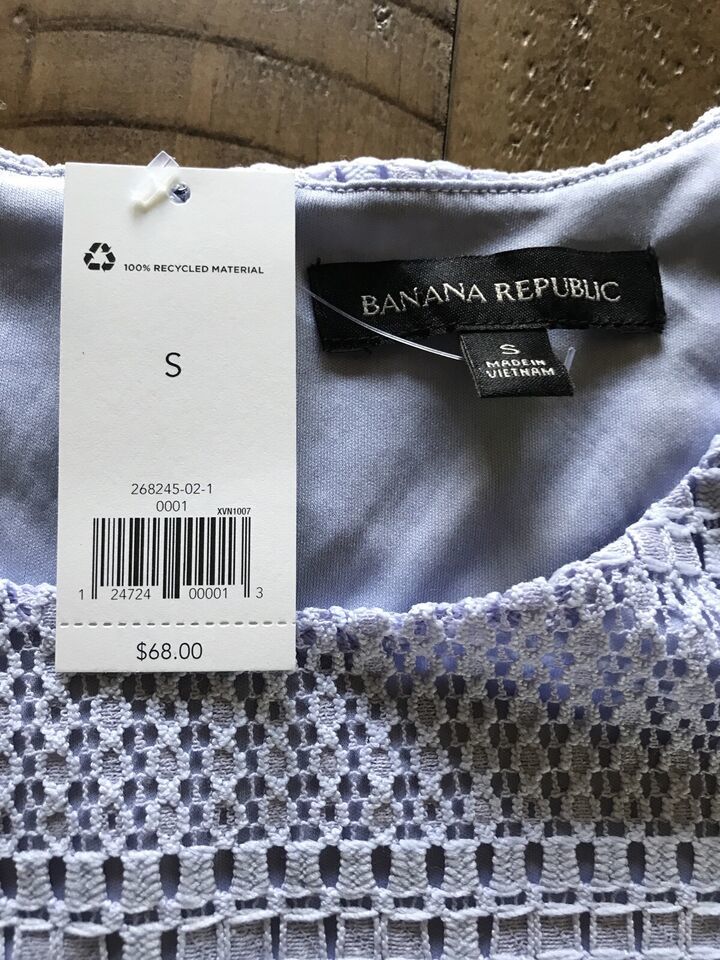 100% RECYCLED MATERIAL
S
268245-02-1
0001
XVN1007
1 24724 00001 3
$68.00
BANANA REPUBLIC
S
MADE IN
VIETNAM